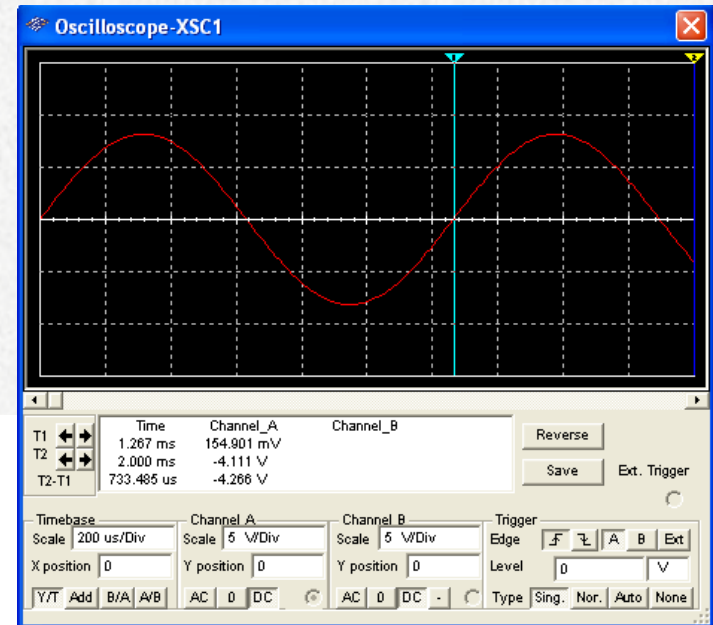 Oscilloscope-XSC1
1 2
T1
T2
T2-T1
Time Channel_A Channel_B
1.267 ms 154.901 mV
2.000 ms -4.111 V
733.485 us -4.266 V
Reverse
Save
Ext. Trigger
Timebase Channel A Channel B Trigger
Scale 200 us/Div Scale 5 V/Div Scale 5 V/Div Edge A B Ext
X position 0 Y position 0 Y position 0 Level 0 V
Y/T Add B/A A/B AC 0 DC AC 0 DC - Type Sing. Nor. Auto None